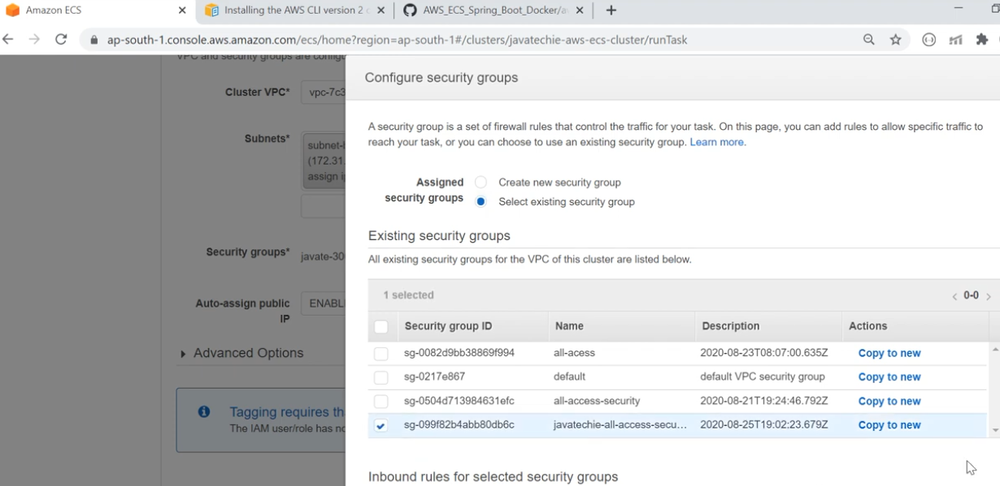 Amazon ECS
Installing the AWS CLI version 2
AWS_ECS_Spring_Boot_Docker/a
ap-south-1.console.aws.amazon.com/ecs/home?region=ap-south-1#/clusters/javatechie-aws-ecs-cluster/runTask
VPC and security groups are
Cluster VPC*
vpc-7c3
Subnets*
(172.31
assign
Security groups*
javate-30
Auto-assign public
IP
ENABL
Advanced Options
Tagging requires th
The IAM user/role has
Configure security groups
A security group is a set of firewall rules that control the traffic for your task. On this page, you can add rules to allow specific traffic to
reach your task, or you can choose to use an existing security group. Learn more.
Assigned
security groups
Create new security group
Select existing security group
Existing security groups
All existing security groups for the VPC of this cluster are listed below.
1 selected
0-0
Security group ID Name Description Actions
sg-0082d9bb38869f994 all-acess 2020-08-23T08:07:00.635Z Copy to new
sg-0217e867 default default VPC security group Copy to new
sg-0504d713984631efc all-access-security 2020-08-21T19:24:46.792Z Copy to new
sg-099f82b4abb80db6c javatechie-all-access-secu... 2020-08-25T19:02:23.679Z Copy to new
Inbound rules for selected security groups